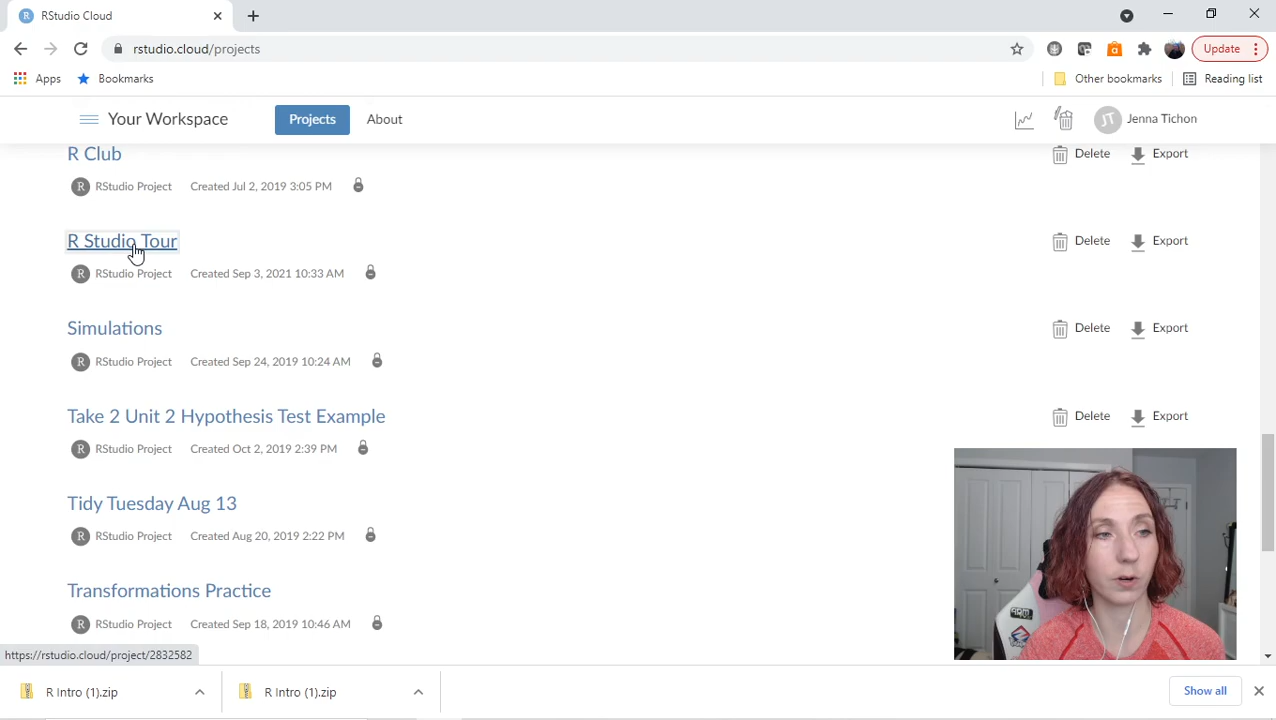 RStudio Cloud
rstudio.cloud/projects
Update
Apps
Bookmarks
Other bookmarks
Reading list
Your Workspace
Projects
About
JT
Jenna Tichon
R Club
Delete
Export
R RStudio Project Created Jul 2, 2019 3:05 PM
R Studio Tour
Delete
Export
R RStudio Project Created Sep 3, 2021 10:33 AM
Simulations
Delete
Export
R RStudio Project Created Sep 24, 2019 10:24 AM
Take 2 Unit 2 Hypothesis Test Example
Delete
Export
R RStudio Project Created Oct 2, 2019 2:39 PM
Tidy Tuesday Aug 13
R RStudio Project Created Aug 20, 2019 2:22 PM
Transformations Practice
R RStudio Project Created Sep 18, 2019 10:46 AM
https://rstudio.cloud/project/2832582
R Intro (1).zip
R Intro (1).zip
Show all